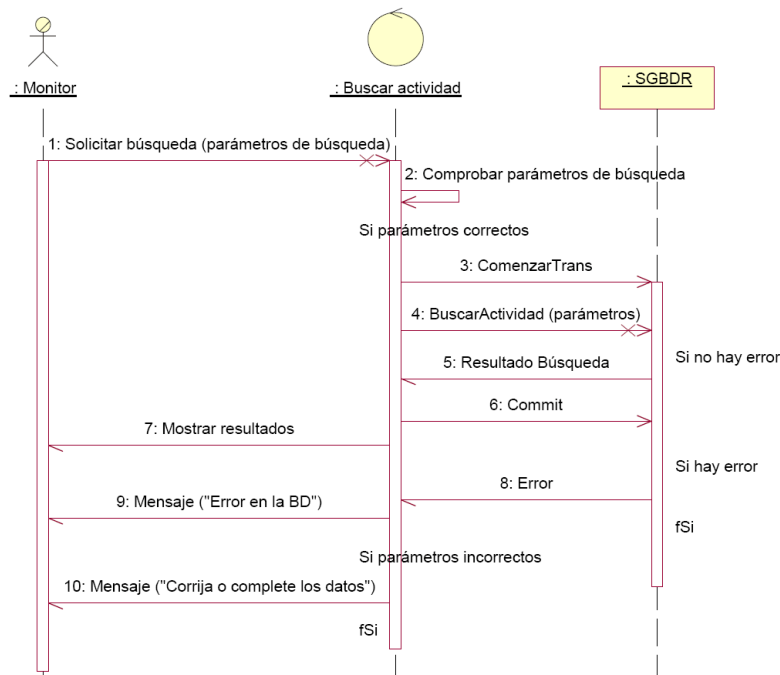 : Monitor
: Buscar actividad
: SGBDR
1: Solicitar búsqueda (parámetros de búsqueda)
2: Comprobar parámetros de búsqueda
Si parámetros correctos
3: ComenzarTrans
4: BuscarActividad (parámetros)
Si no hay error
5: Resultado Búsqueda
6: Commit
7: Mostrar resultados
Si hay error
8: Error
9: Mensaje ("Error en la BD")
fSi
Si parámetros incorrectos
10: Mensaje ("Corrija o complete los datos")
fSi